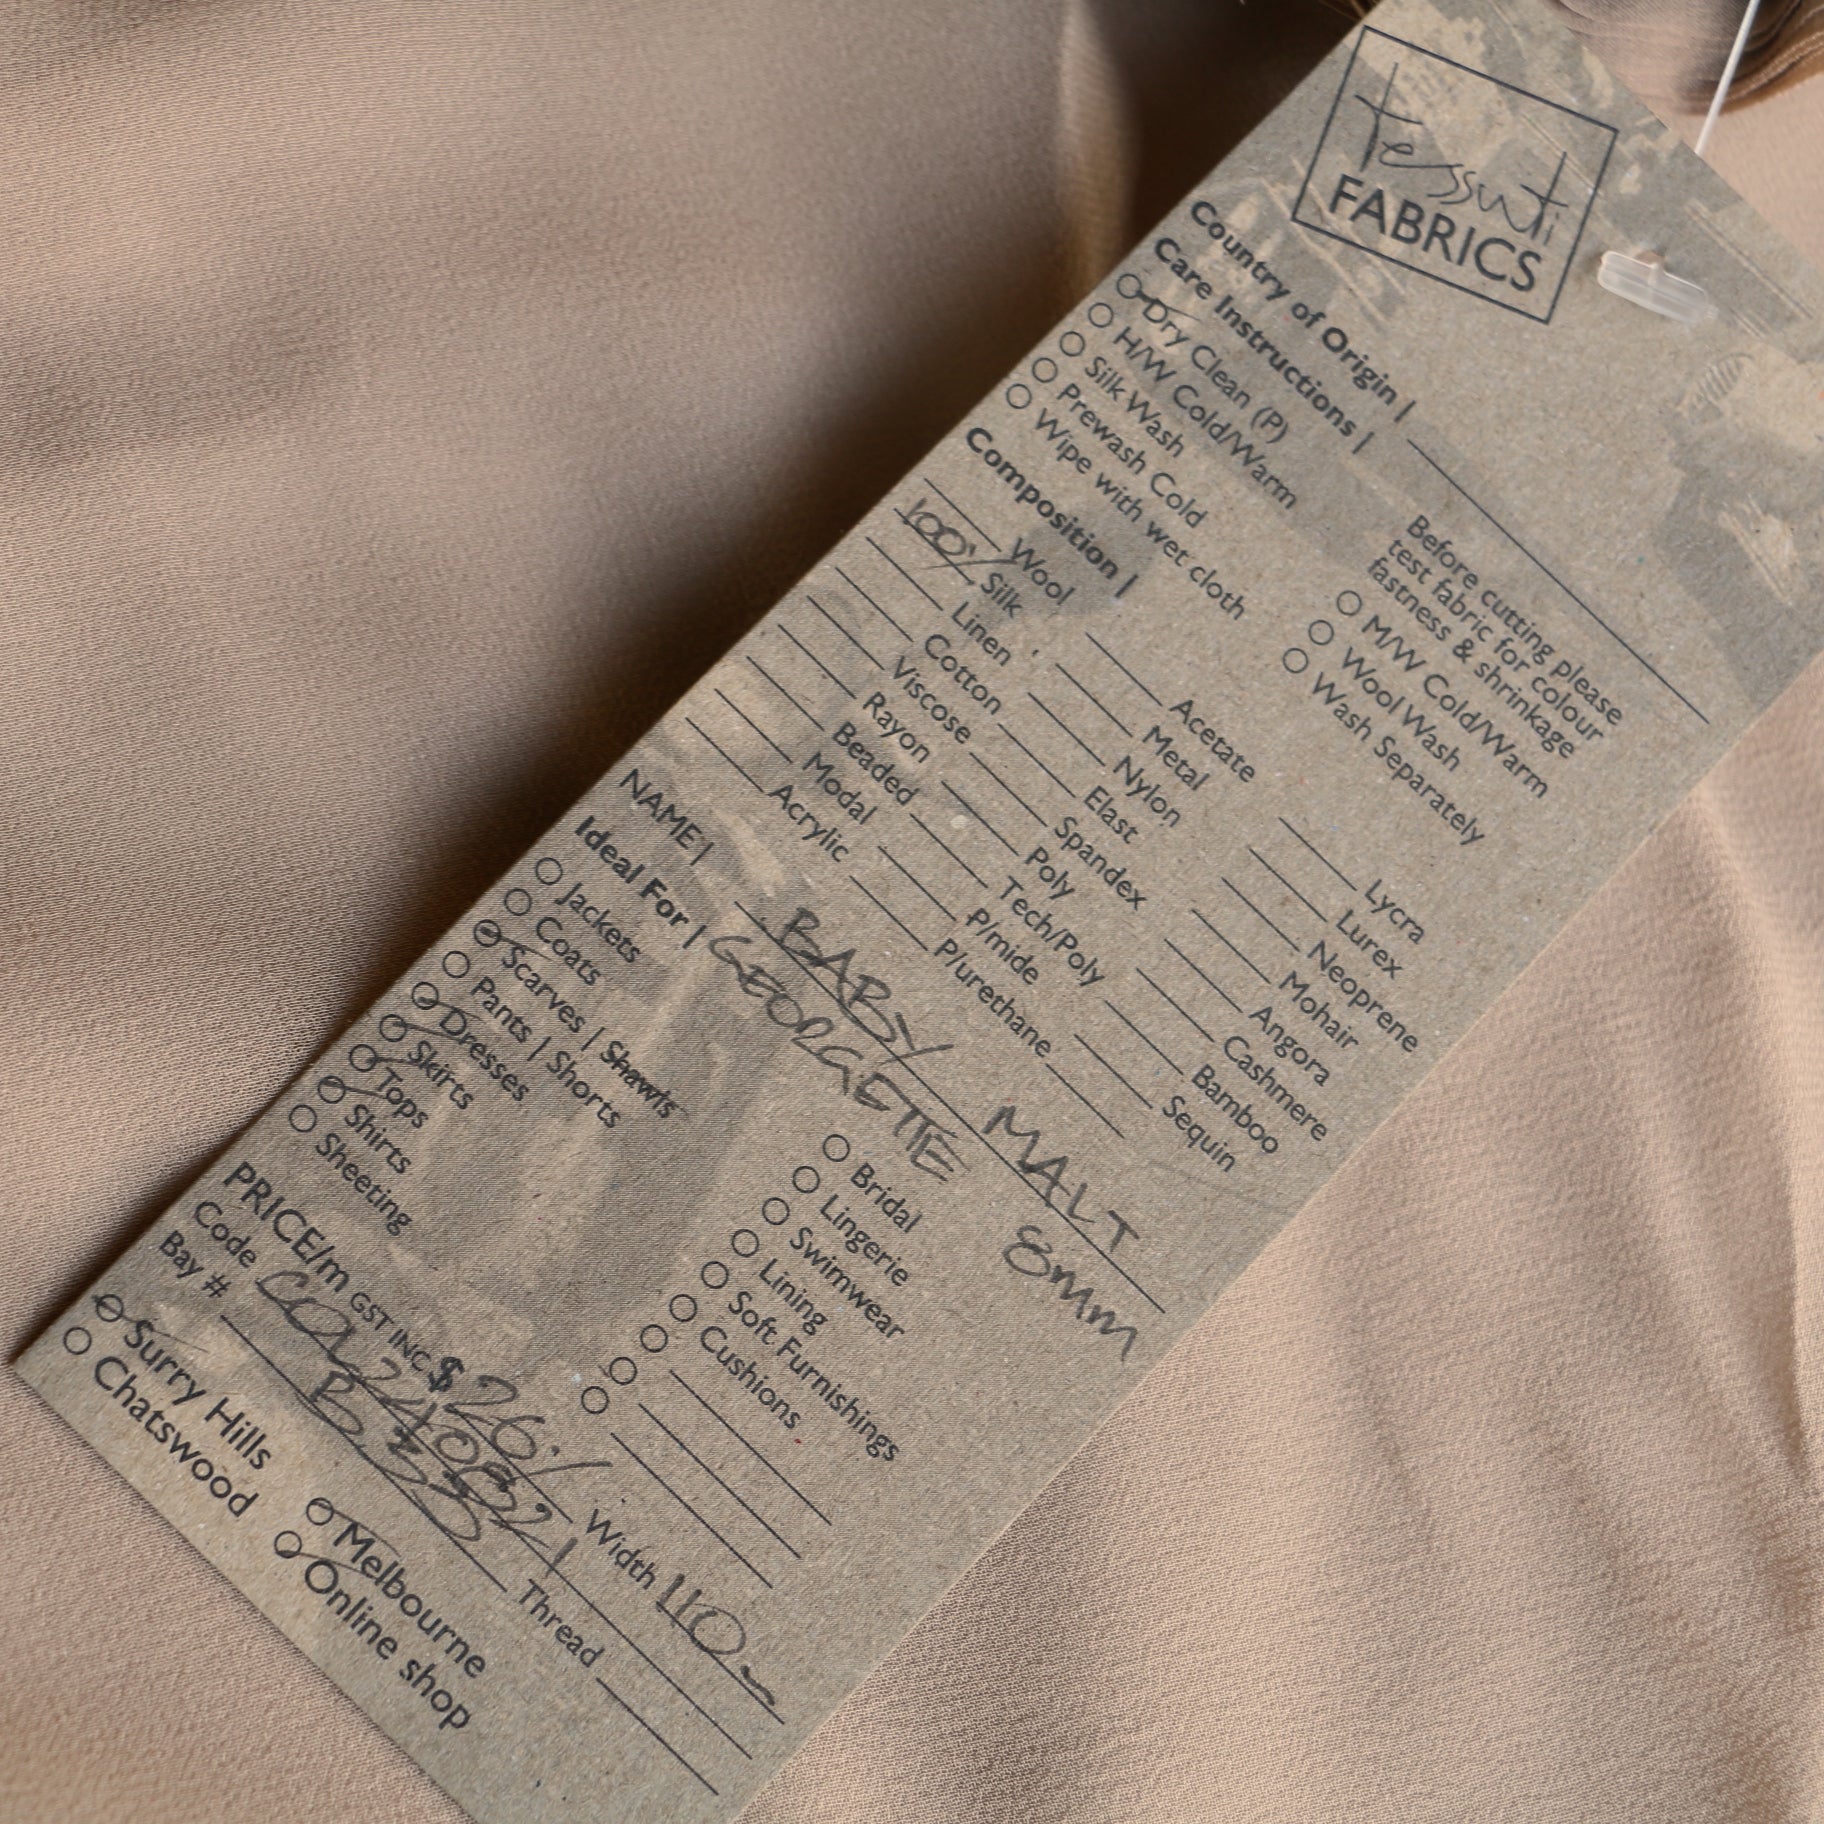 tessuti
FABRICS
Country of Origin |
Care Instructions |
Dry Clean (P)
H/W Cold/Warm
Silk Wash
Prewash Cold
Wipe with wet cloth
Before cutting please
test fabric for colour
fastness & shrinkage
M/W Cold/Warm
Wool Wash
Wash Separately
Composition |
Wool
100% Silk
Linen
Cotton
Viscose
Rayon
Beaded
Modal
Acrylic
Acetate
Metal
Nylon
Elast
Spandex
Poly
Tech/Poly
P/mide
P/urethane
Lycra
Lurex
Neoprene
Mohair
Angora
Cashmere
Bamboo
Sequin
NAME | BABY MALT
GEORGETTE 8mm
Ideal For |
Jackets
Coats
Scarves | Shawls
Pants | Shorts
Dresses
Skirts
Tops
Shirts
Sheeting
Bridal
Lingerie
Swimwear
Lining
Soft Furnishings
Cushions
PRICE/m GST INC $ 26.
Width 110
Code
Bay #
Thread
Surry Hills
Chatswood
Melbourne
Online shop